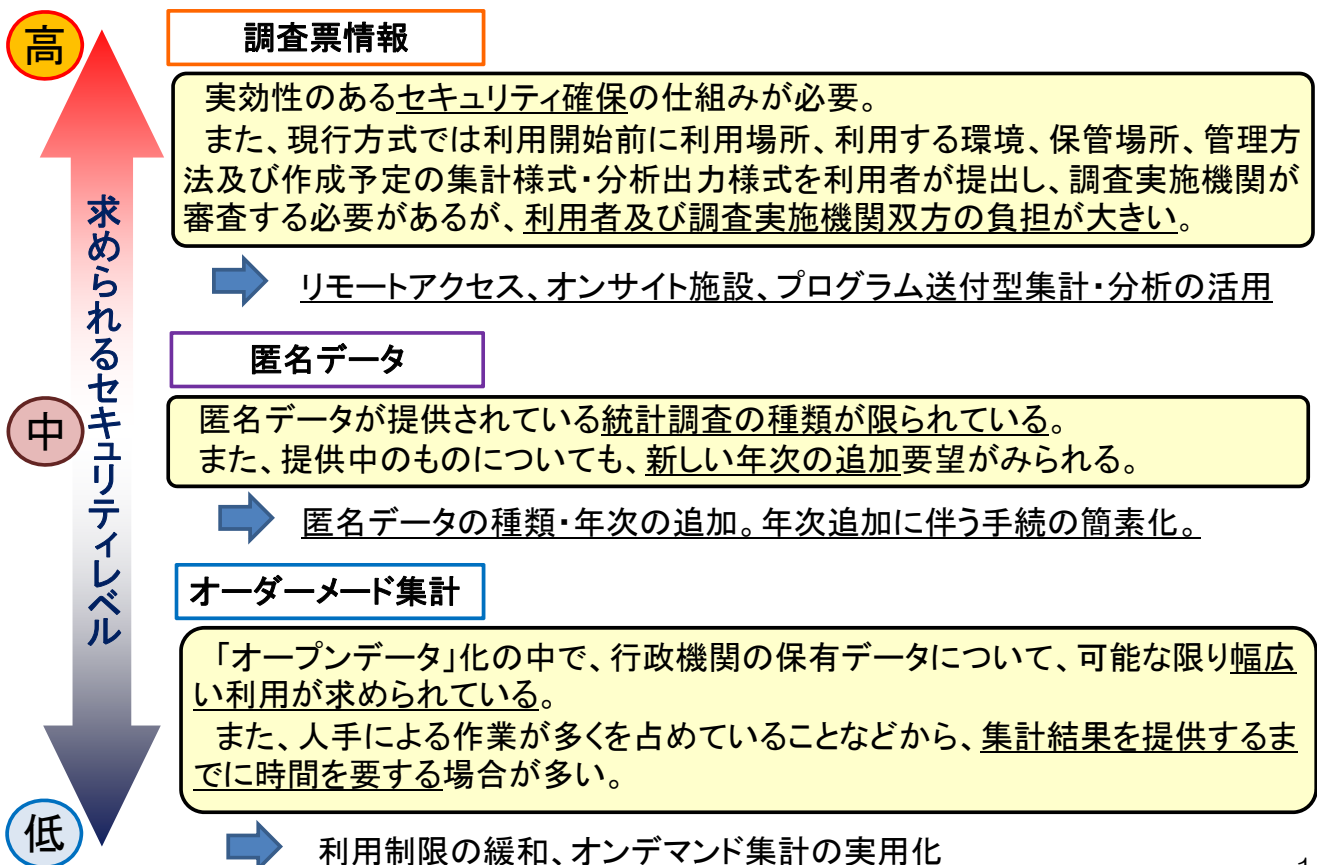 高
調査票情報
実効性のあるセキュリティ確保の仕組みが必要。
また、現行方式では利用開始前に利用場所、利用する環境、保管場所、管理方
法及び作成予定の集計様式・分析出力様式を利用者が提出し、調査実施機関が
審査する必要があるが、利用者及び調査実施機関双方の負担が大きい。
リモートアクセス、オンサイト施設、プログラム送付型集計・分析の活用
求められるセキュリティレベル
匿名データ
中
匿名データが提供されている統計調査の種類が限られている。
また、提供中のものについても、新しい年次の追加要望がみられる。
匿名データの種類・年次の追加。年次追加に伴う手続の簡素化。
オーダーメード集計
「オープンデータ」化の中で、行政機関の保有データについて、可能な限り幅広
い利用が求められている。
また、人手による作業が多くを占めていることなどから、集計結果を提供するま
でに時間を要する場合が多い。
低
利用制限の緩和、オンデマンド集計の実用化
1